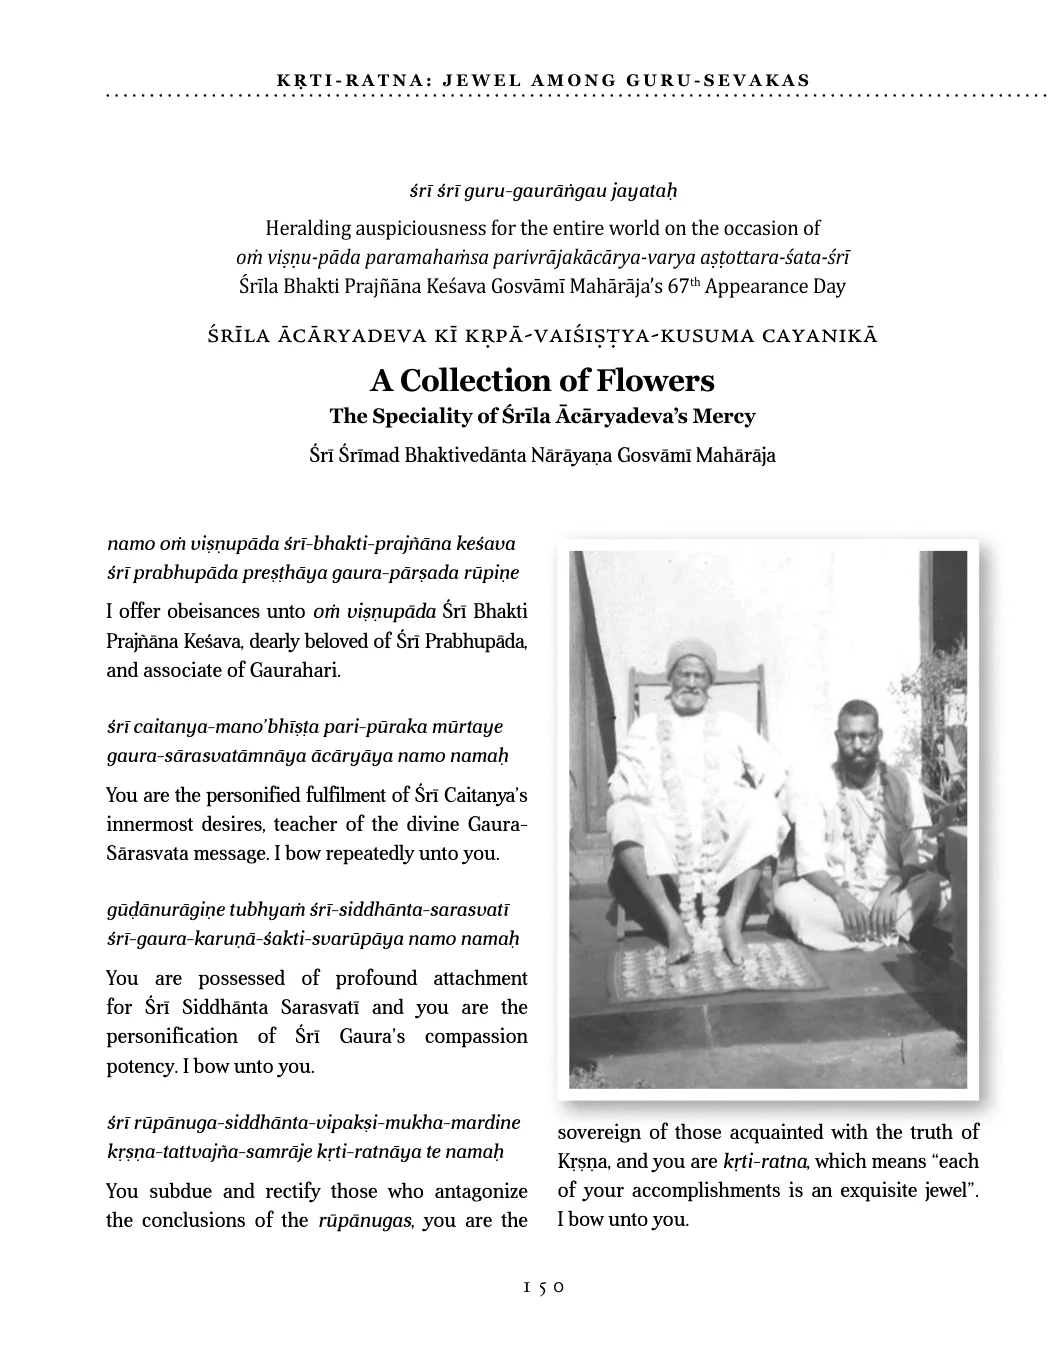 KṚTI-RATNA: JEWEL AMONG GURU-SEVAKAS
śrī śrī guru-gaurāṅgau jayataḥ
Heralding auspiciousness for the entire world on the occasion of
oṁ viṣṇu-pāda paramahaṁsa parivrājakācārya-varya aṣṭottara-śata-śrī
Śrīla Bhakti Prajñāna Keśava Gosvāmī Mahārāja’s 67th Appearance Day
ŚRĪLA ĀCĀRYADEVA KĪ KṚPĀ-VAIŚIṢṬYA-KUSUMA CAYANIKĀ
A Collection of Flowers
The Speciality of Śrīla Ācāryadeva’s Mercy
Śrī Śrīmad Bhaktivedānta Nārāyaṇa Gosvāmī Mahārāja
namo oṁ viṣṇupāda śrī-bhakti-prajñāna keśava
śrī prabhupāda preṣṭhāya gaura-pārṣada rūpiṇe
I offer obeisances unto oṁ viṣṇupāda Śrī Bhakti
Prajñāna Keśava, dearly beloved of Śrī Prabhupāda,
and associate of Gaurahari.
śrī caitanya-mano’bhīṣṭa pari-pūraka mūrtaye
gaura-sārasvatāmnāya ācāryāya namo namaḥ
You are the personified fulfilment of Śrī Caitanya’s
innermost desires, teacher of the divine Gaura-
Sārasvata message. I bow repeatedly unto you.
gūḍānurāgiṇe tubhyaṁ śrī-siddhānta-sarasvatī
śrī-gaura-karuṇā-śakti-svarūpāya namo namaḥ
You are possessed of profound attachment
for Śrī Siddhānta Sarasvatī and you are the
personification of Śrī Gaura’s compassion
potency. I bow unto you.
śrī rūpānuga-siddhānta-vipakṣi-mukha-mardine
kṛṣṇa-tattvajña-samrāje kṛti-ratnāya te namaḥ
You subdue and rectify those who antagonize
the conclusions of the rūpānugas, you are the
sovereign of those acquainted with the truth of
Kṛṣṇa, and you are kṛti-ratna, which means “each
of your accomplishments is an exquisite jewel”.
I bow unto you.
150